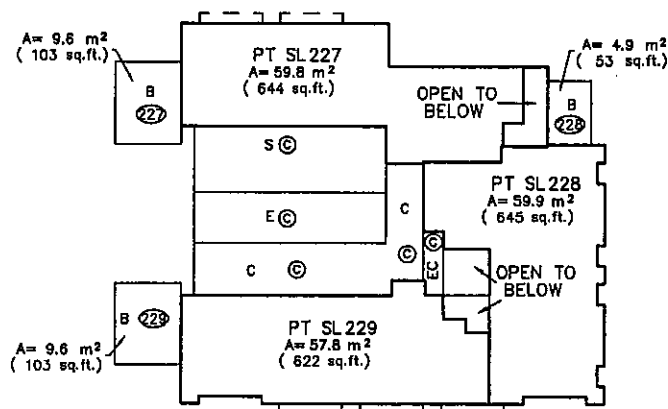 A= 9.6 m²
( 103 sq.ft.)
B
227
PT SL 227
A= 59.8 m²
( 644 sq.ft.)
A= 4.9 m²
( 53 sq.ft.)
B
228
OPEN TO
BELOW
S C
E C
C C
C
C
C
EC
PT SL 228
A= 59.9 m²
( 645 sq.ft.)
OPEN TO
BELOW
B 229
A= 9.6 m²
( 103 sq.ft.)
PT SL 229
A= 57.8 m²
( 622 sq.ft.)